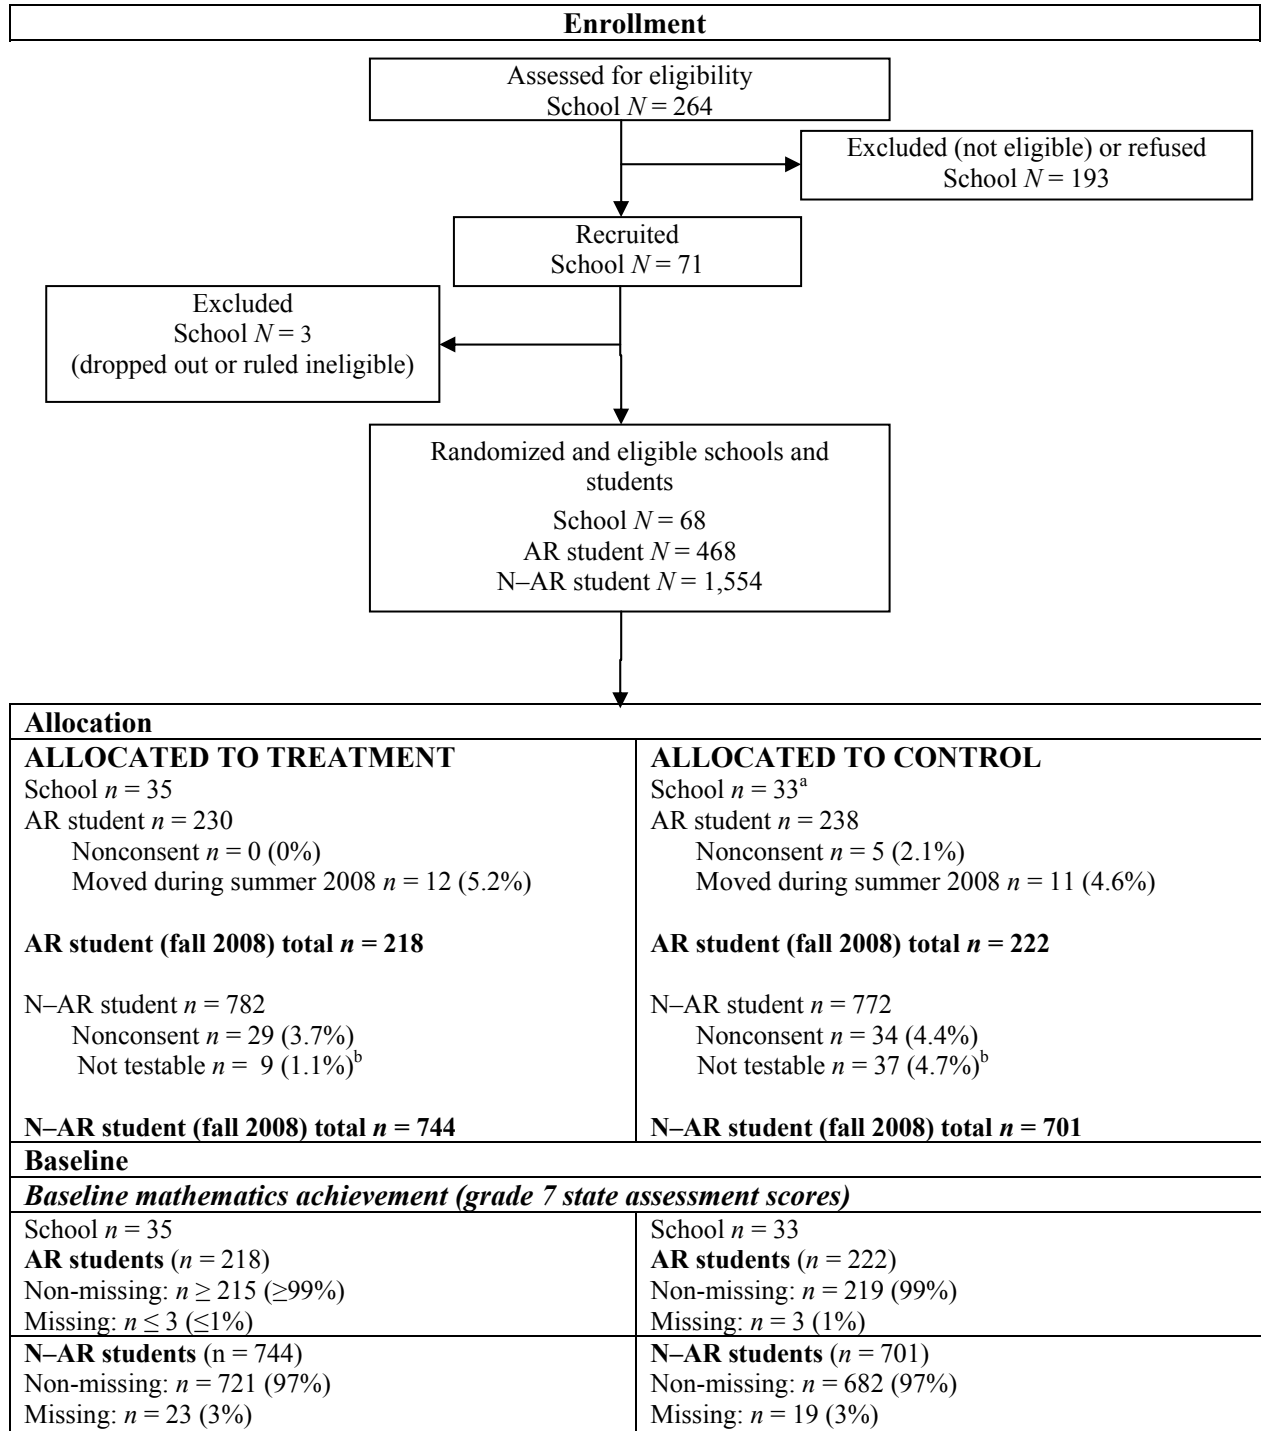 Enrollment
Assessed for eligibility
School N = 264
Excluded (not eligible) or refused
School N = 193
Recruited
School N = 71
Excluded
School N = 3
(dropped out or ruled ineligible)
Randomized and eligible schools and
students
School N = 68
AR student N = 468
N–AR student N = 1,554
Allocation
ALLOCATED TO TREATMENT
School n = 35
AR student n = 230
Nonconsent n = 0 (0%)
Moved during summer 2008 n = 12 (5.2%)
AR student (fall 2008) total n = 218
N–AR student n = 782
Nonconsent n = 29 (3.7%)
Not testable n = 9 (1.1%)b
N–AR student (fall 2008) total n = 744
ALLOCATED TO CONTROL
School n = 33a
AR student n = 238
Nonconsent n = 5 (2.1%)
Moved during summer 2008 n = 11 (4.6%)
AR student (fall 2008) total n = 222
N–AR student n = 772
Nonconsent n = 34 (4.4%)
Not testable n = 37 (4.7%)b
N–AR student (fall 2008) total n = 701
Baseline
Baseline mathematics achievement (grade 7 state assessment scores)
School n = 35
AR students (n = 218)
Non-missing: n ≥ 215 (≥99%)
Missing: n ≤ 3 (≤1%)
School n = 33
AR students (n = 222)
Non-missing: n = 219 (99%)
Missing: n = 3 (1%)
N–AR students (n = 744)
Non-missing: n = 721 (97%)
Missing: n = 23 (3%)
N–AR students (n = 701)
Non-missing: n = 682 (97%)
Missing: n = 19 (3%)